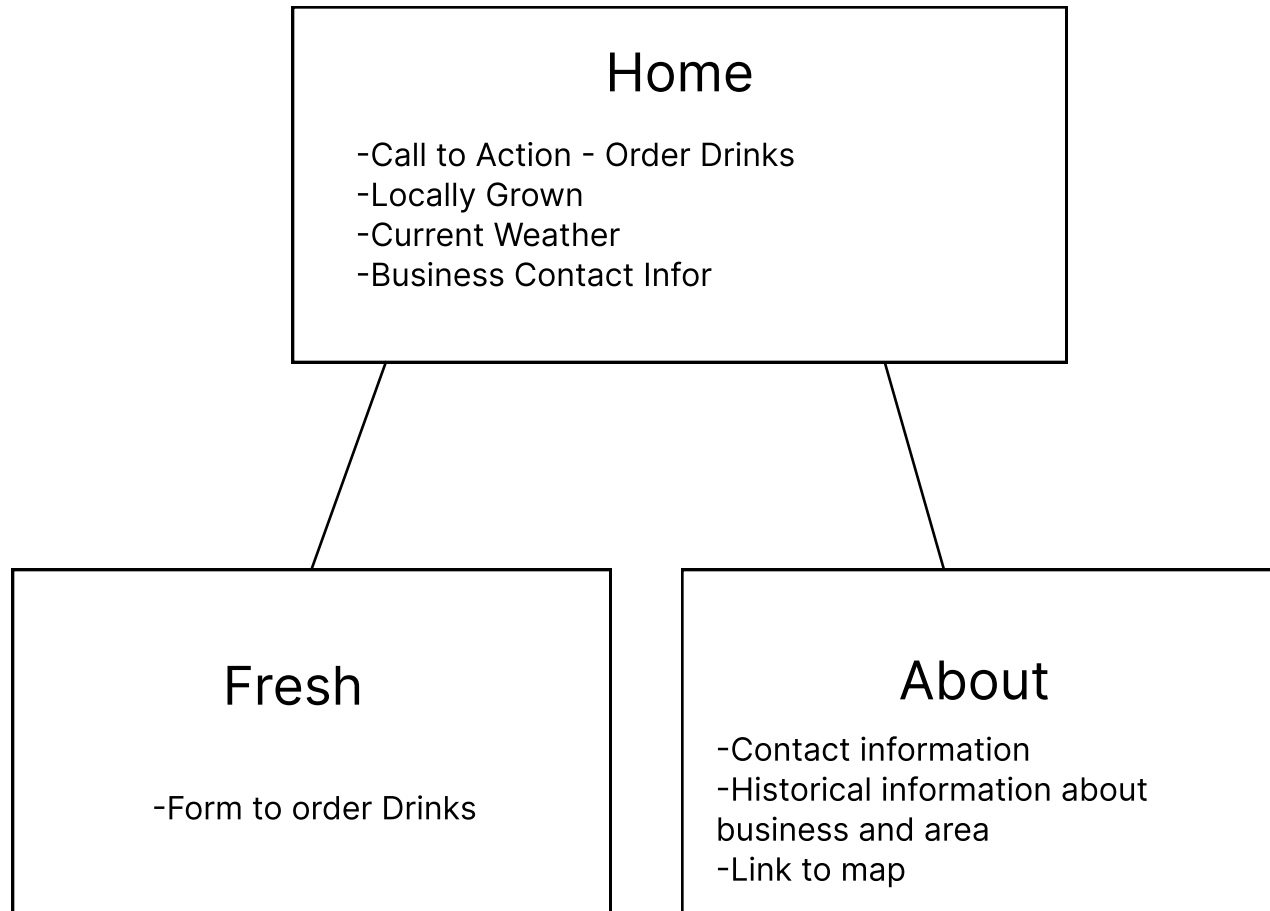 Home
-Call to Action - Order Drinks
-Locally Grown
-Current Weather
-Business Contact Infor
Fresh
-Form to order Drinks
About
-Contact information
-Historical information about
business and area
-Link to map